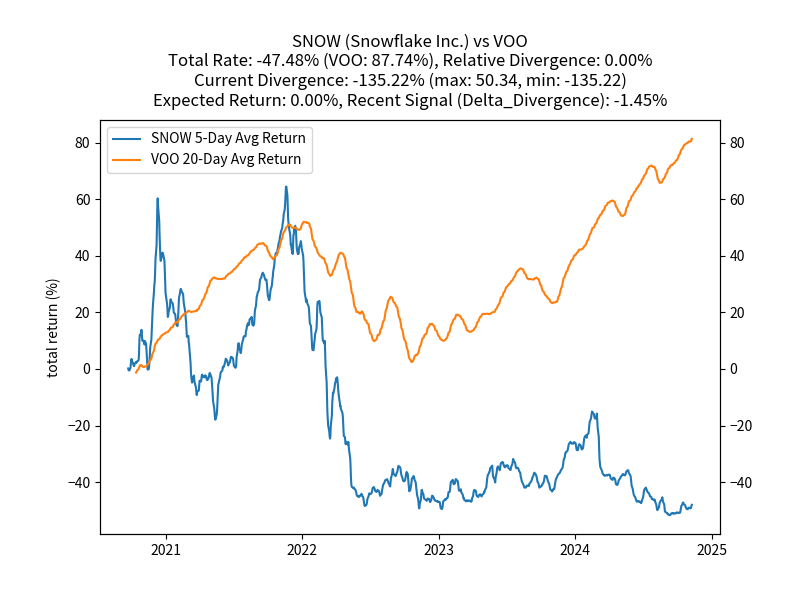 SNOW (Snowflake Inc.) vs VOO
Total Rate: -47.48% (VOO: 87.74%), Relative Divergence: 0.00%
Current Divergence: -135.22% (max: 50.34, min: -135.22)
Expected Return: 0.00%, Recent Signal (Delta_Divergence): -1.45%
SNOW 5-Day Avg Return
VOO 20-Day Avg Return
total return (%)
80
60
40
20
0
−20
−40
80
60
40
20
0
−20
−40
2021 2022 2023 2024 2025